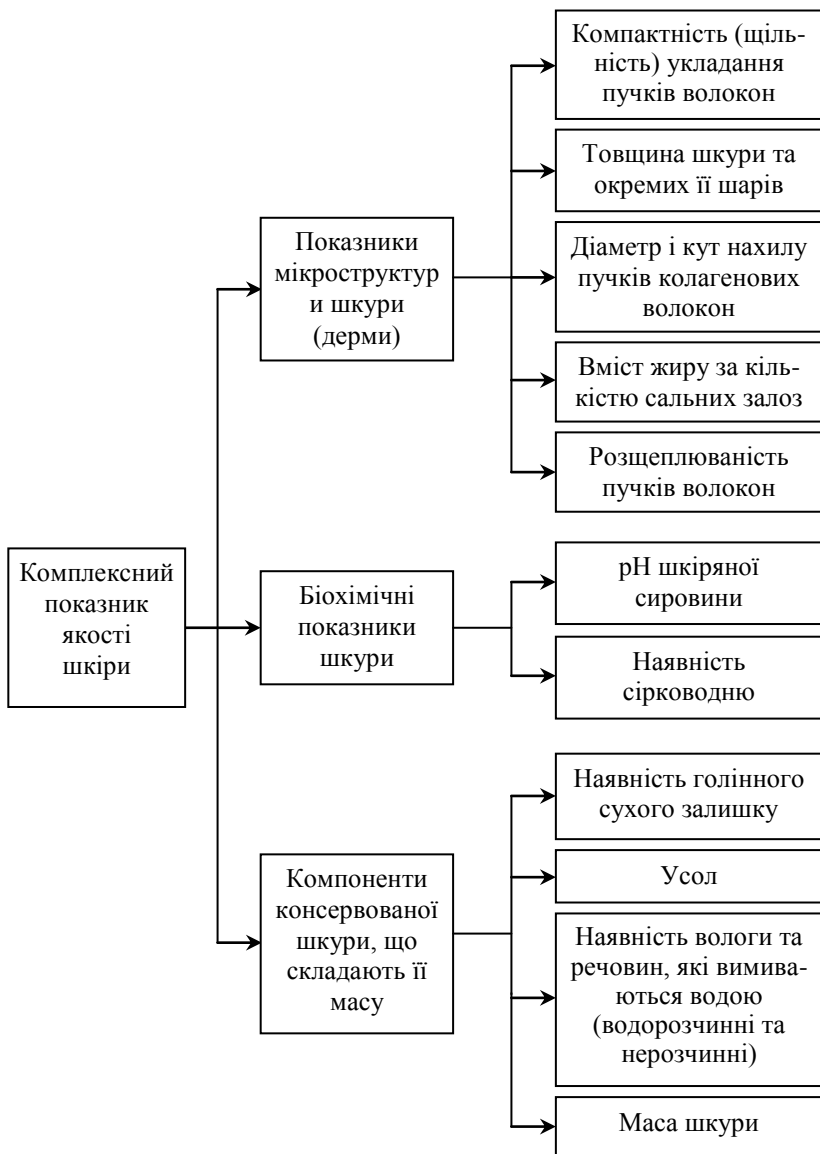 Комплексний
показник
якості
шкіри
Показники
мікроструктур
и шкури
(дерми)
Компактність (щіль-
ність) укладання
пучків волокон
Товщина шкури та
окремих її шарів
Діаметр і кут нахилу
пучків колагенових
волокон
Вміст жиру за кіль-
кістю сальних залоз
Розщеплюваність
пучків волокон
Біохімічні
показники
шкури
рН шкіряної
сировини
Наявність
сірководню
Компоненти
консервованої
шкури, що
складають її
масу
Наявність голінного
сухого залишку
Усол
Наявність вологи та
речовин, які вимива-
ються водою
(водорозчинні та
нерозчинні)
Маса шкури